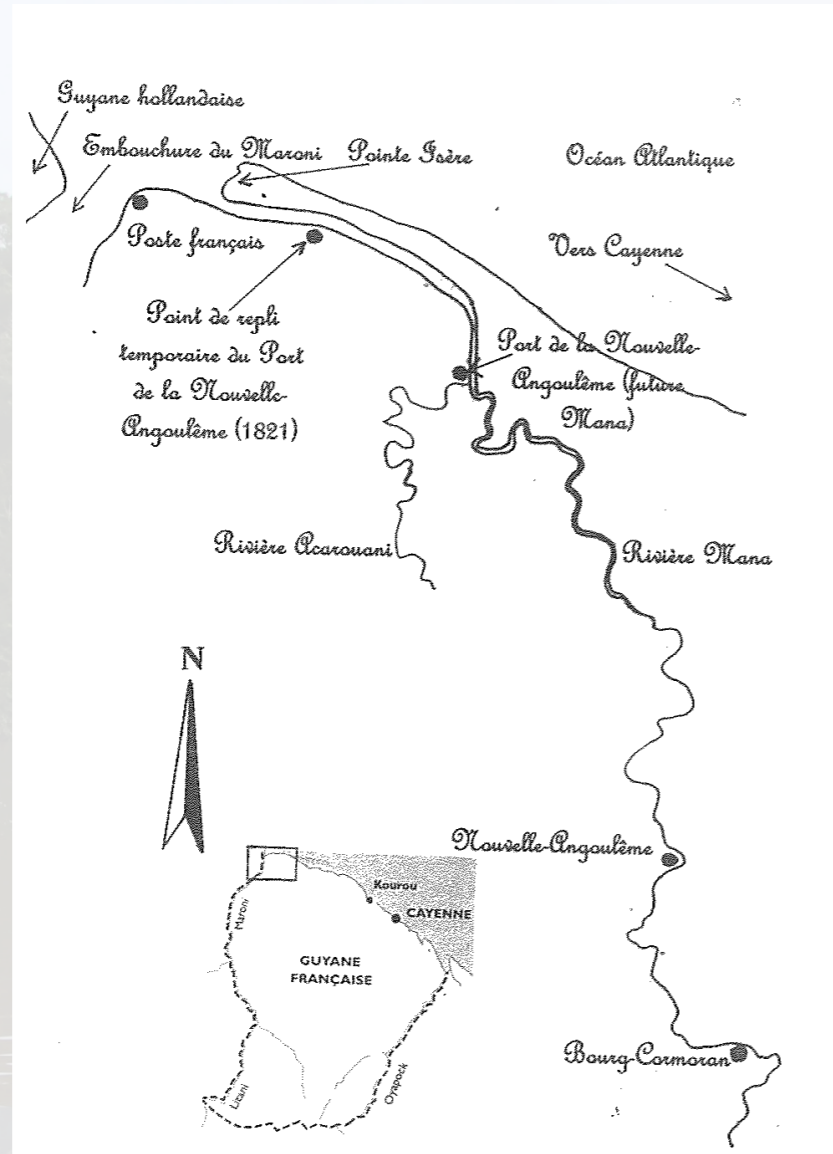 Guyane hollandaise
Embouchure du Maroni
Pointe Isère
Océan Atlantique
Poste français
Vers Cayenne
Point de repli
temporaire du Port
de la Nouvelle-
Angoulême (1821)
Port de la Nouvelle-
Angoulême (future
Mana)
Rivière Acarouani
Rivière Mana
N
Nouvelle-Angoulême
Kourou
CAYENNE
Maroni
GUYANE
FRANÇAISE
Litani
Oyapock
Bourg-Cormoran